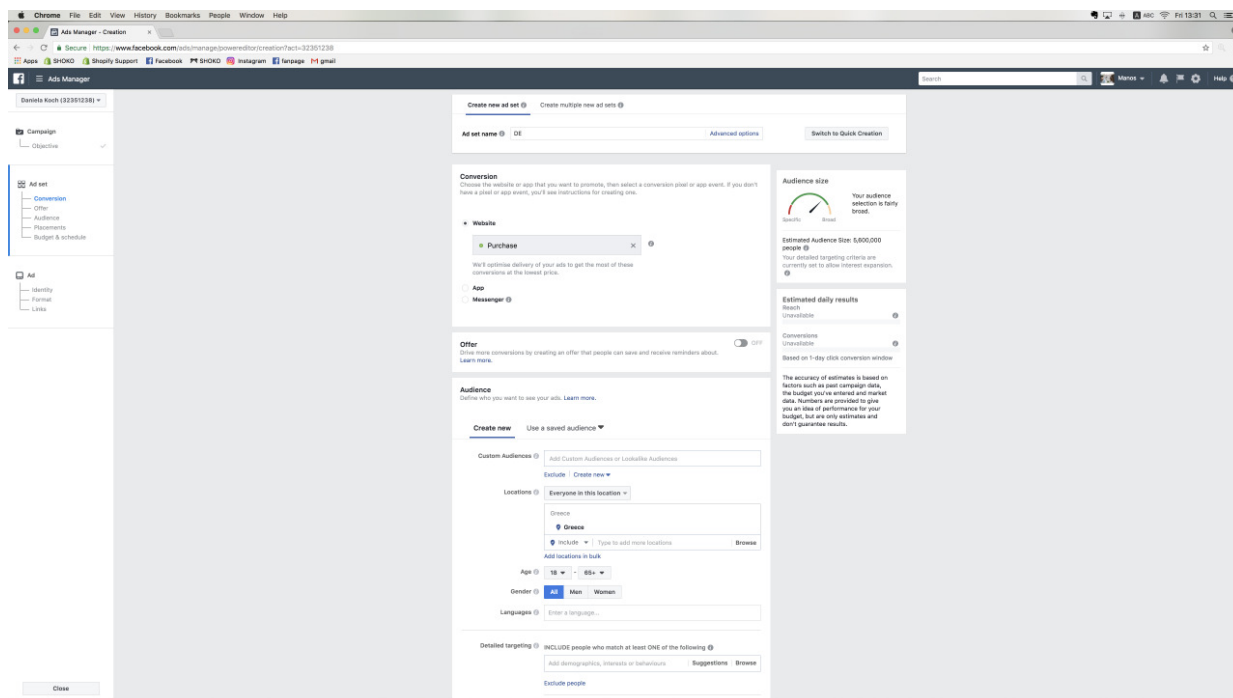 Chrome File Edit View History Bookmarks People Window Help
ABC Fri 13:31
Ads Manager - Creation
Secure https://www.facebook.com/ads/manage/powereditor/creation?act=32351238
Apps SHOKO Shopify Support Facebook SHOKO Instagram fanpage gmail
Ads Manager
Search
Manos
Help
Daniela Koch (32351238)
Campaign
Objective
Ad set
Conversion
Offer
Audience
Placements
Budget & schedule
Ad
Identity
Format
Links
Close
Create new ad set Create multiple new ad sets
Ad set name DE Advanced options Switch to Quick Creation
Conversion
Choose the website or app that you want to promote, then select a conversion pixel or app event. If you don't
have a pixel or app event, you'll see instructions for creating one.
Website
Purchase
We'll optimise delivery of your ads to get the most of these
conversions at the lowest price.
App
Messenger
Offer OFF
Drive more conversions by creating an offer that people can save and receive reminders about.
Learn more.
Audience
Define who you want to see your ads. Learn more.
Create new Use a saved audience
Custom Audiences Add Custom Audiences or Lookalike Audiences
Exclude Create new
Locations Everyone in this location
Greece
Greece
Include Type to add more locations Browse
Add locations in bulk
Age 18 - 65+
Gender All Men Women
Languages Enter a language...
Detailed targeting INCLUDE people who match at least ONE of the following
Add demographics, interests or behaviours Suggestions Browse
Exclude people
Audience size
Your audience
selection is fairly
broad.
Specific Broad
Estimated Audience Size: 5,600,000
people
Your detailed targeting criteria are
currently set to allow interest expansion.
Estimated daily results
Reach
Unavailable
Conversions
Unavailable
Based on 1-day click conversion window
The accuracy of estimates is based on
factors such as past campaign data,
the budget you've entered and market
data. Numbers are provided to give
you an idea of performance for your
budget, but are only estimates and
don't guarantee results.